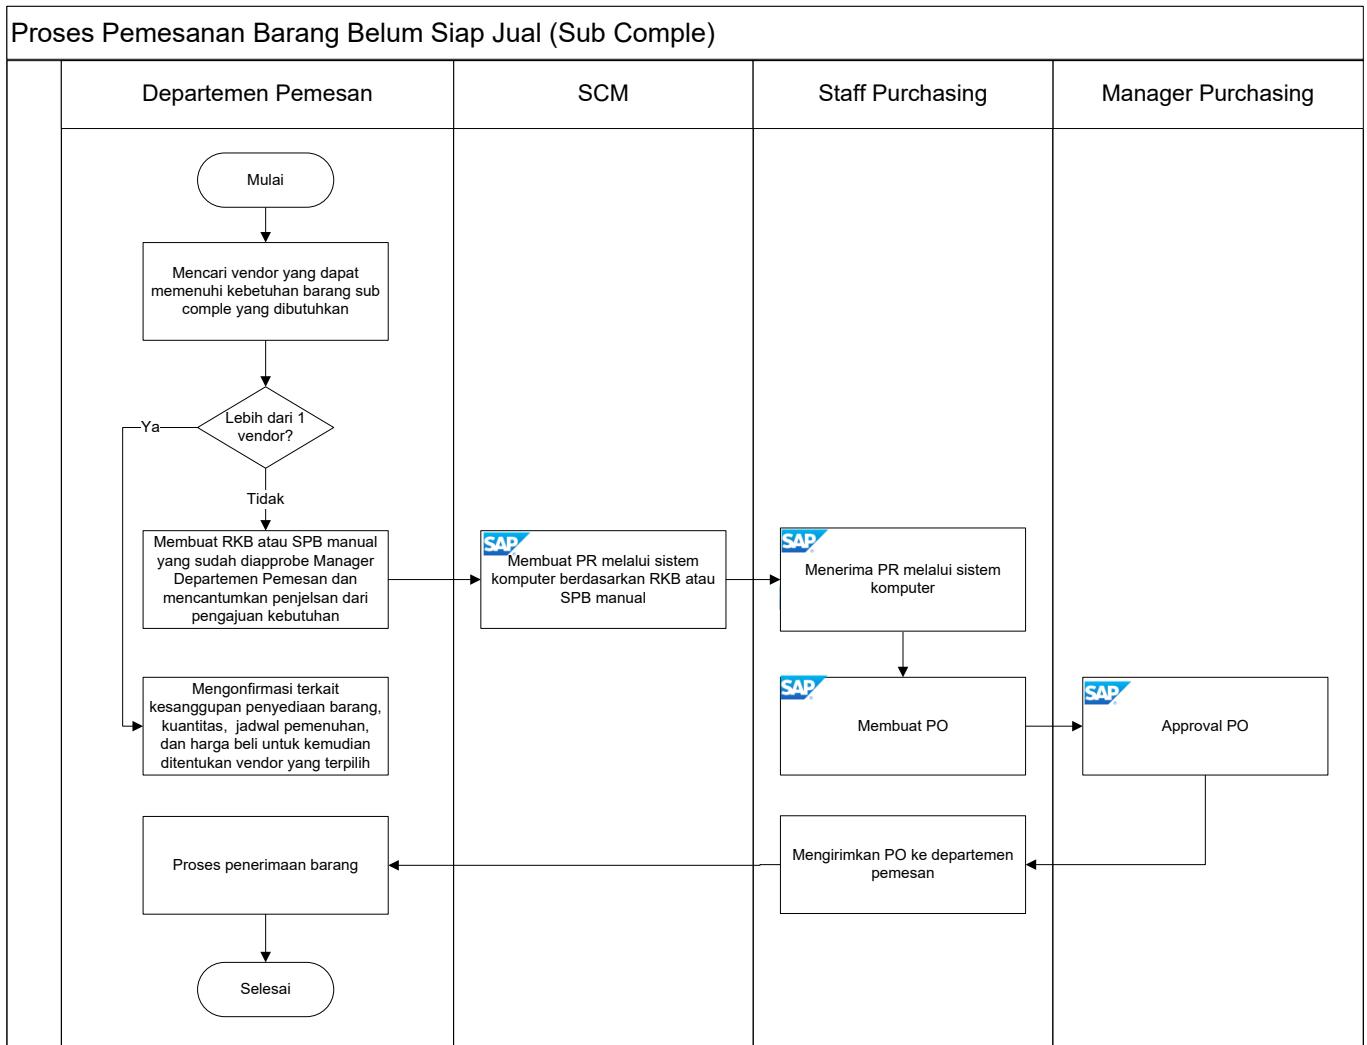 Proses Pemesanan Barang Belum Siap Jual (Sub Comple)
Departemen Pemesan
SCM
Staff Purchasing
Manager Purchasing
Mulai
Mencari vendor yang dapat
memenuhi kebetuhan barang sub
comple yang dibutuhkan
Lebih dari 1
vendor?
Ya
Tidak
Membuat RKB atau SPB manual
yang sudah diapprobe Manager
Departemen Pemesan dan
mencantumkan penjelsan dari
pengajuan kebutuhan
SAP
Membuat PR melalui sistem
komputer berdasarkan RKB atau
SPB manual
SAP
Menerima PR melalui sistem
komputer
Mengonfirmasi terkait
kesanggupan penyediaan barang,
kuantitas, jadwal pemenuhan,
dan harga beli untuk kemudian
ditentukan vendor yang terpilih
SAP
Membuat PO
SAP
Approval PO
Proses penerimaan barang
Mengirimkan PO ke departemen
pemesan
Selesai